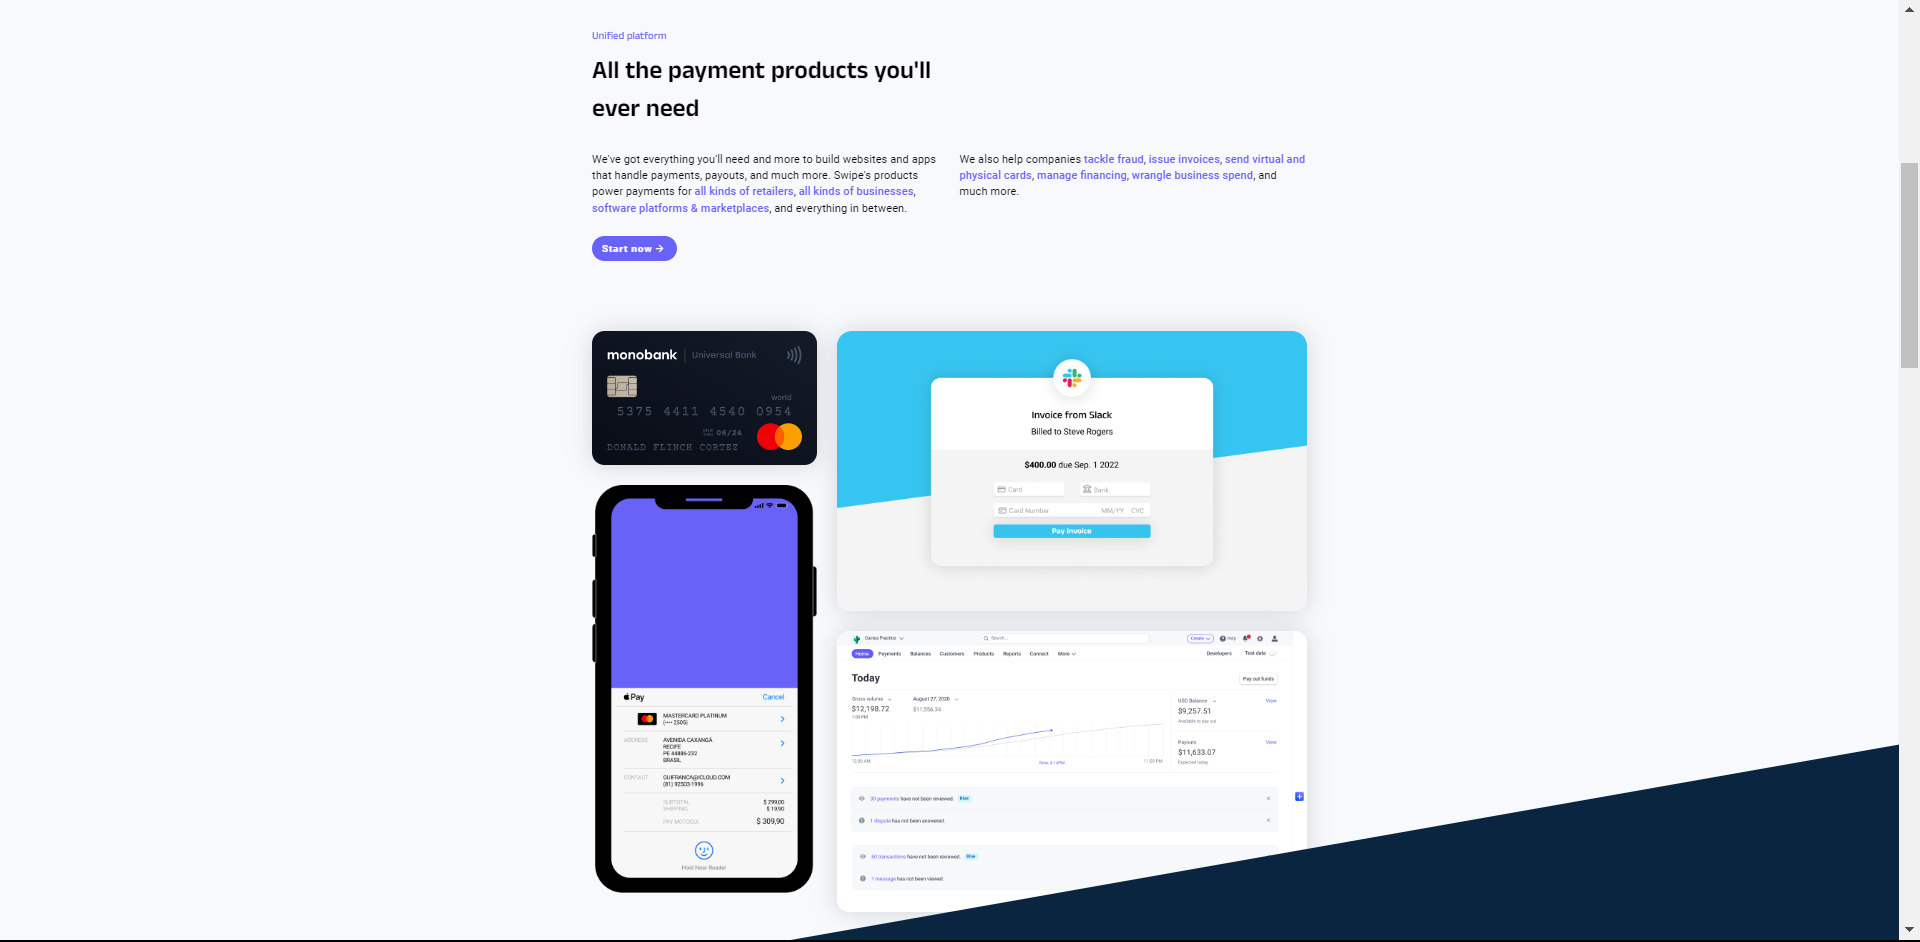 Unified platform
All the payment products you'll
ever need
We've got everything you'll need and more to build websites and apps
that handle payments, payouts, and much more. Swipe's products
power payments for all kinds of retailers, all kinds of businesses,
software platforms & marketplaces, and everything in between.
We also help companies tackle fraud, issue invoices, send virtual and
physical cards, manage financing, wrangle business spend, and
much more.
Start now →
monobank | Universal Bank
world
5375 4411 4540 0954
06/24
DONALD FLINCH CORTEZ
Invoice from Slack
Billed to Steve Rogers
$400.00 due Sep. 1 2022
Card Bank
Card Number MM/YY CVC
Pay invoice
Pay Cancel
MASTERCARD PLATINUM
(•••• 2505)
ADDRESS AVENIDA CAXANGÁ
RECIFE
PE 44886-232
BRASIL
CONTACT GUIFRANCA@ICLOUD.COM
(81) 92503-1996
SUBTOTAL $ 299,00
SHIPPING $ 19,90
PAY MOTOGUI $ 309,90
Hold Near Reader
Cactus Practice Search... Create Help
Home Payments Balances Customers Products Reports Connect More Developers Test data
Today Pay out funds
Gross volume August 27, 2020
$12,198.72 $11,556.34
1:00 PM
USD Balance View
$9,257.51
Available to pay out
Payouts View
$11,633.07
Expected today
12:00 AM 11:59 PM
39 payments have not been reviewed. Blue
1 dispute has not been answered.
50 transactions have not been reviewed. Blue
1 message has not been viewed.